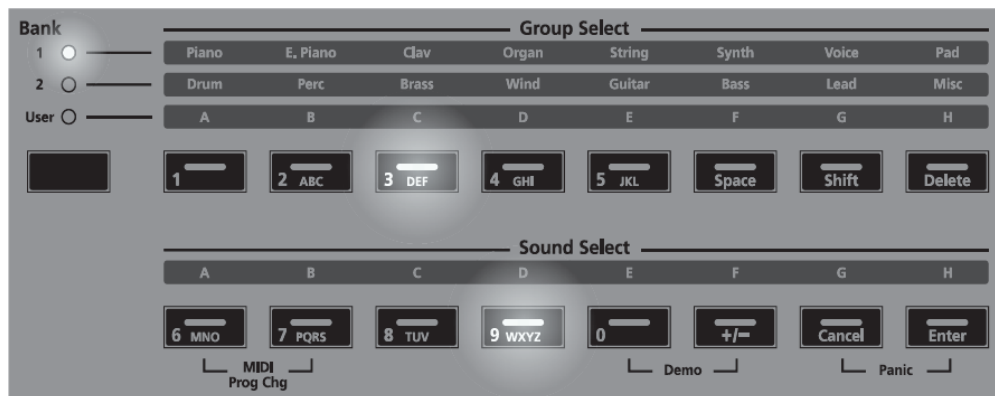 Bank Group Select
1 Piano E. Piano Clav Organ String Synth Voice Pad
2 Drum Perc Brass Wind Guitar Bass Lead Misc
User A B C D E F G H
1 2 ABC 3 DEF 4 GHI 5 JKL Space Shift Delete
Sound Select
A B C D E F G H
6 MNO 7 PQRS 8 TUV 9 WXYZ 0 +/− Cancel Enter
MIDI Demo Panic
Prog Chg